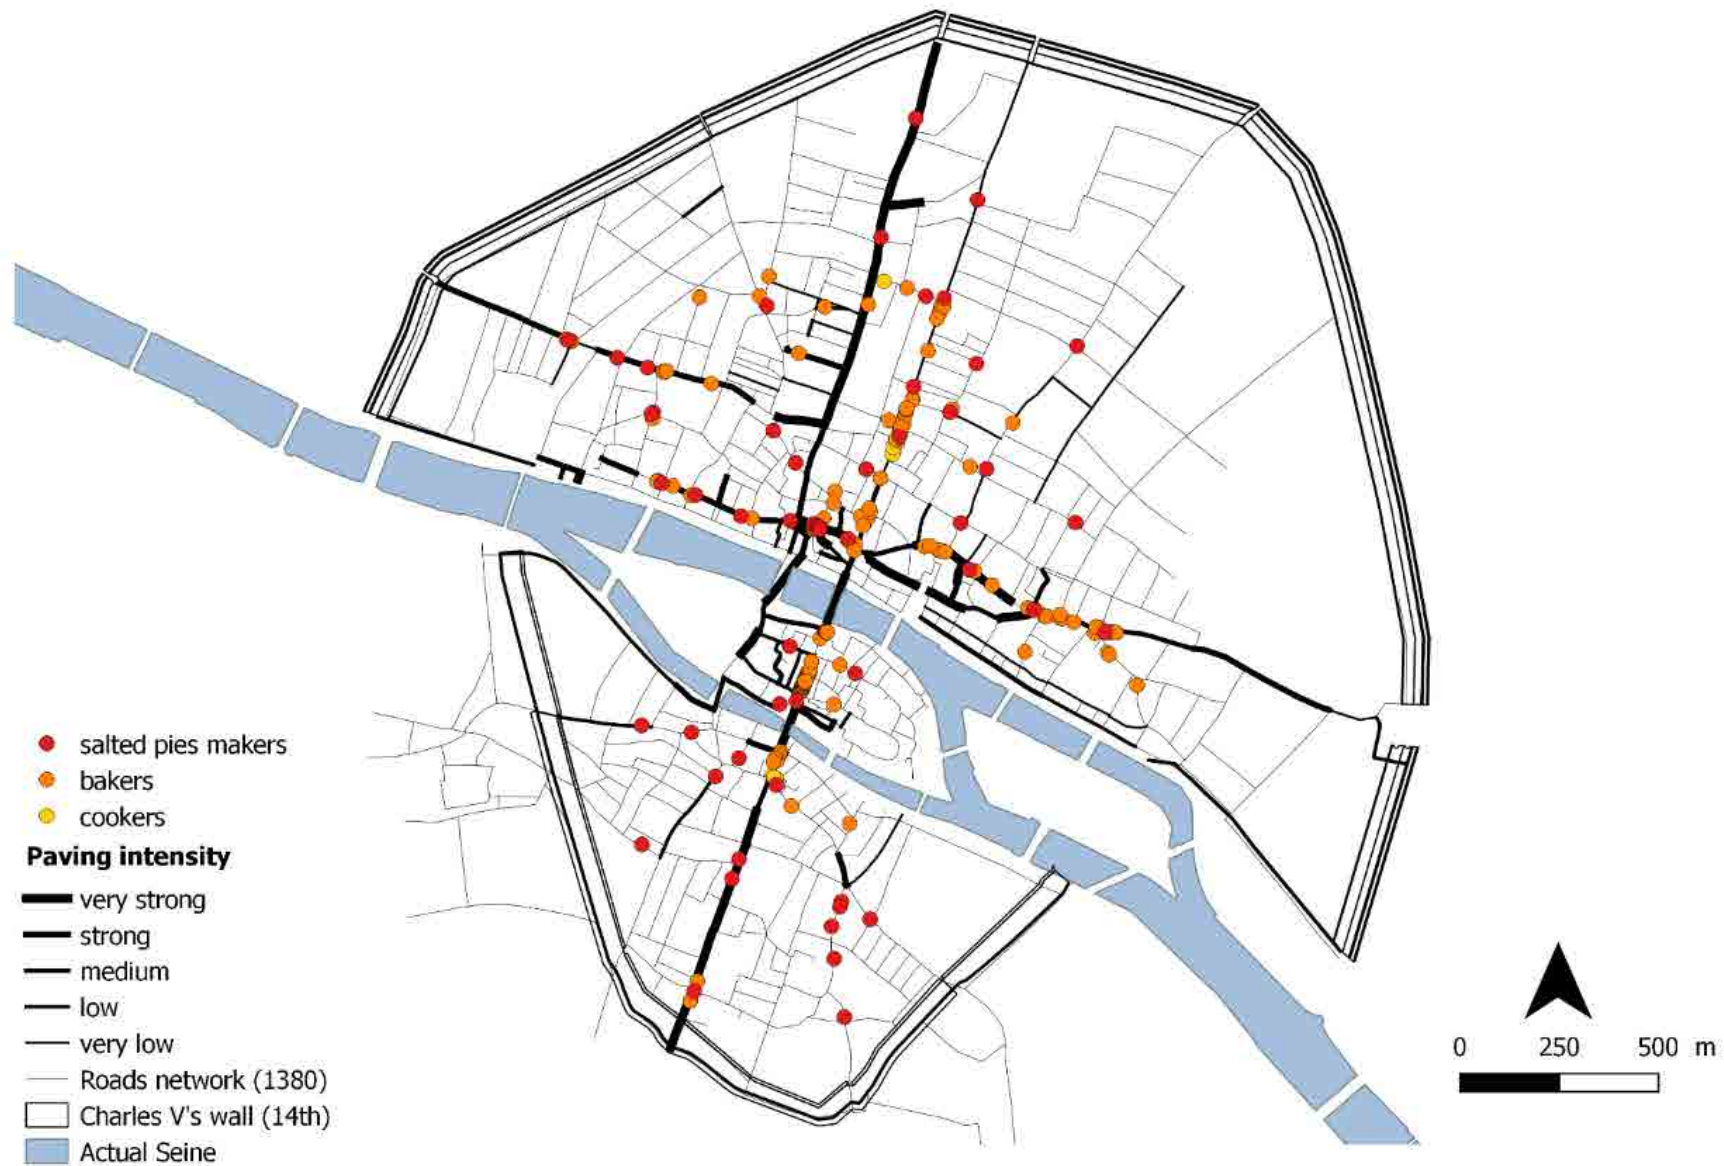 salted pies makers
bakers
cookers
Paving intensity
very strong
strong
medium
low
very low
Roads network (1380)
Charles V's wall (14th)
Actual Seine
0 250 500 m